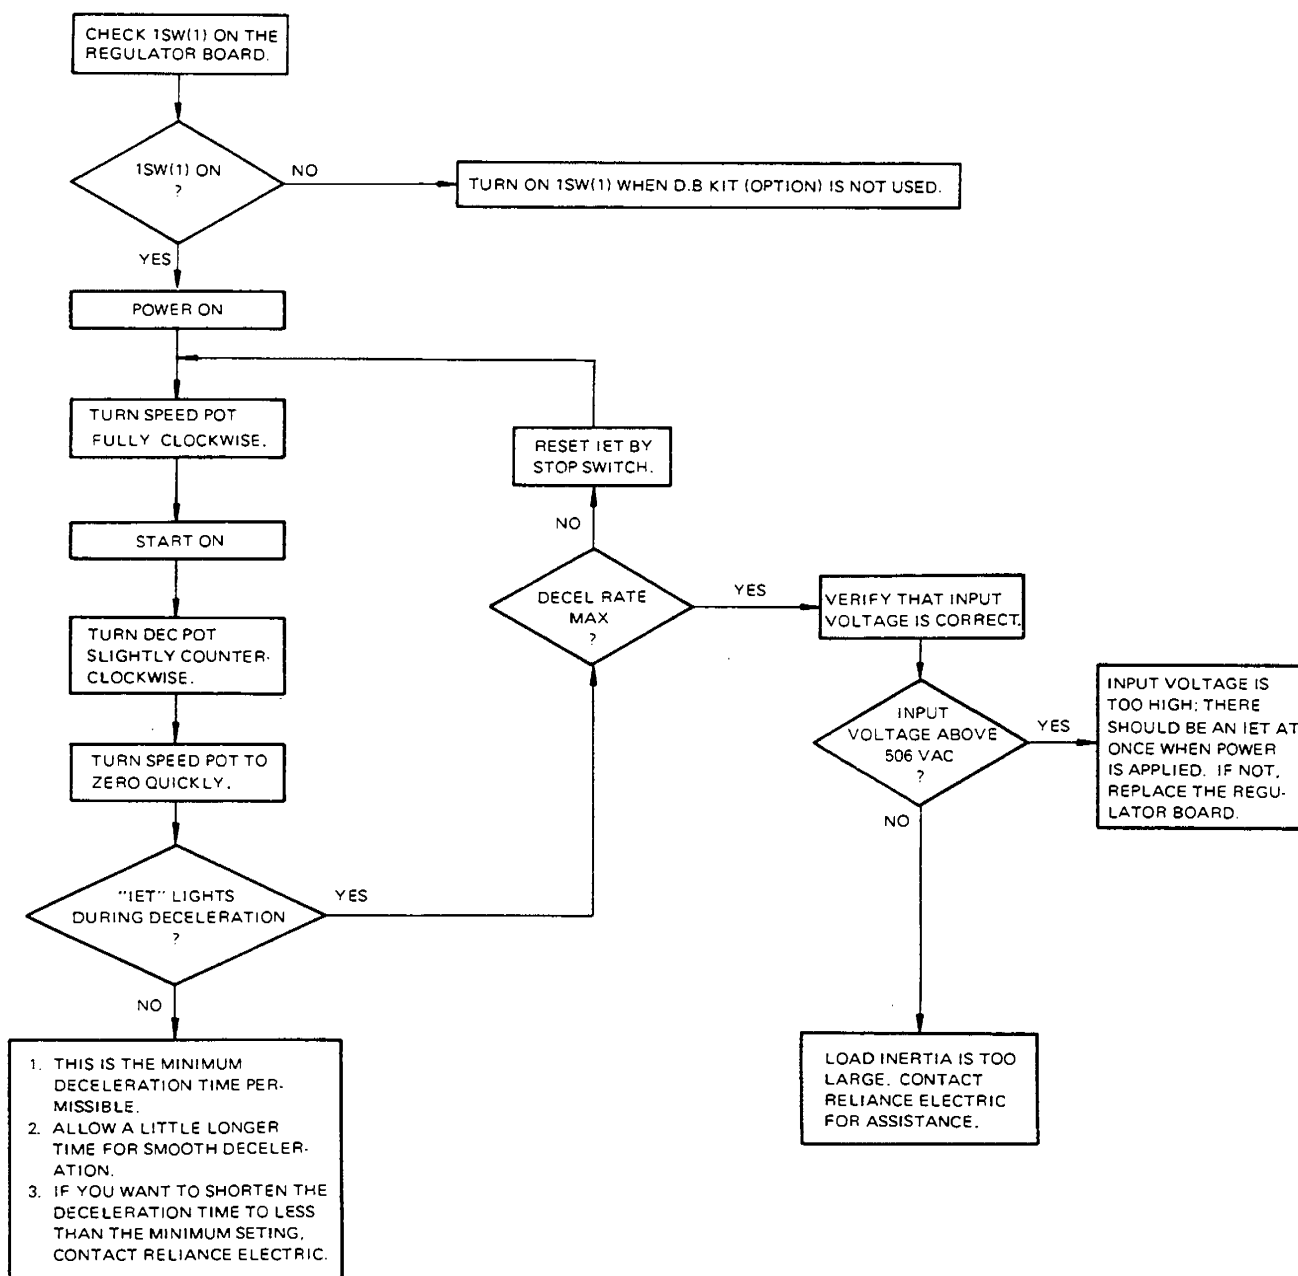 CHECK 1SW(1) ON THE
REGULATOR BOARD.
1SW(1) ON
?
NO
TURN ON 1SW(1) WHEN D.B KIT (OPTION) IS NOT USED.
YES
POWER ON
TURN SPEED POT
FULLY CLOCKWISE.
START ON
TURN DEC POT
SLIGHTLY COUNTER-
CLOCKWISE.
TURN SPEED POT TO
ZERO QUICKLY.
"IET" LIGHTS
DURING DECELERATION
?
YES
NO
1. THIS IS THE MINIMUM
DECELERATION TIME PER-
MISSIBLE.
2. ALLOW A LITTLE LONGER
TIME FOR SMOOTH DECELER-
ATION.
3. IF YOU WANT TO SHORTEN THE
DECELERATION TIME TO LESS
THAN THE MINIMUM SETING,
CONTACT RELIANCE ELECTRIC.
RESET IET BY
STOP SWITCH.
NO
DECEL RATE
MAX
?
YES
VERIFY THAT INPUT
VOLTAGE IS CORRECT.
INPUT
VOLTAGE ABOVE
506 VAC
?
YES
INPUT VOLTAGE IS
TOO HIGH; THERE
SHOULD BE AN IET AT
ONCE WHEN POWER
IS APPLIED. IF NOT,
REPLACE THE REGU-
LATOR BOARD.
NO
LOAD INERTIA IS TOO
LARGE. CONTACT
RELIANCE ELECTRIC
FOR ASSISTANCE.